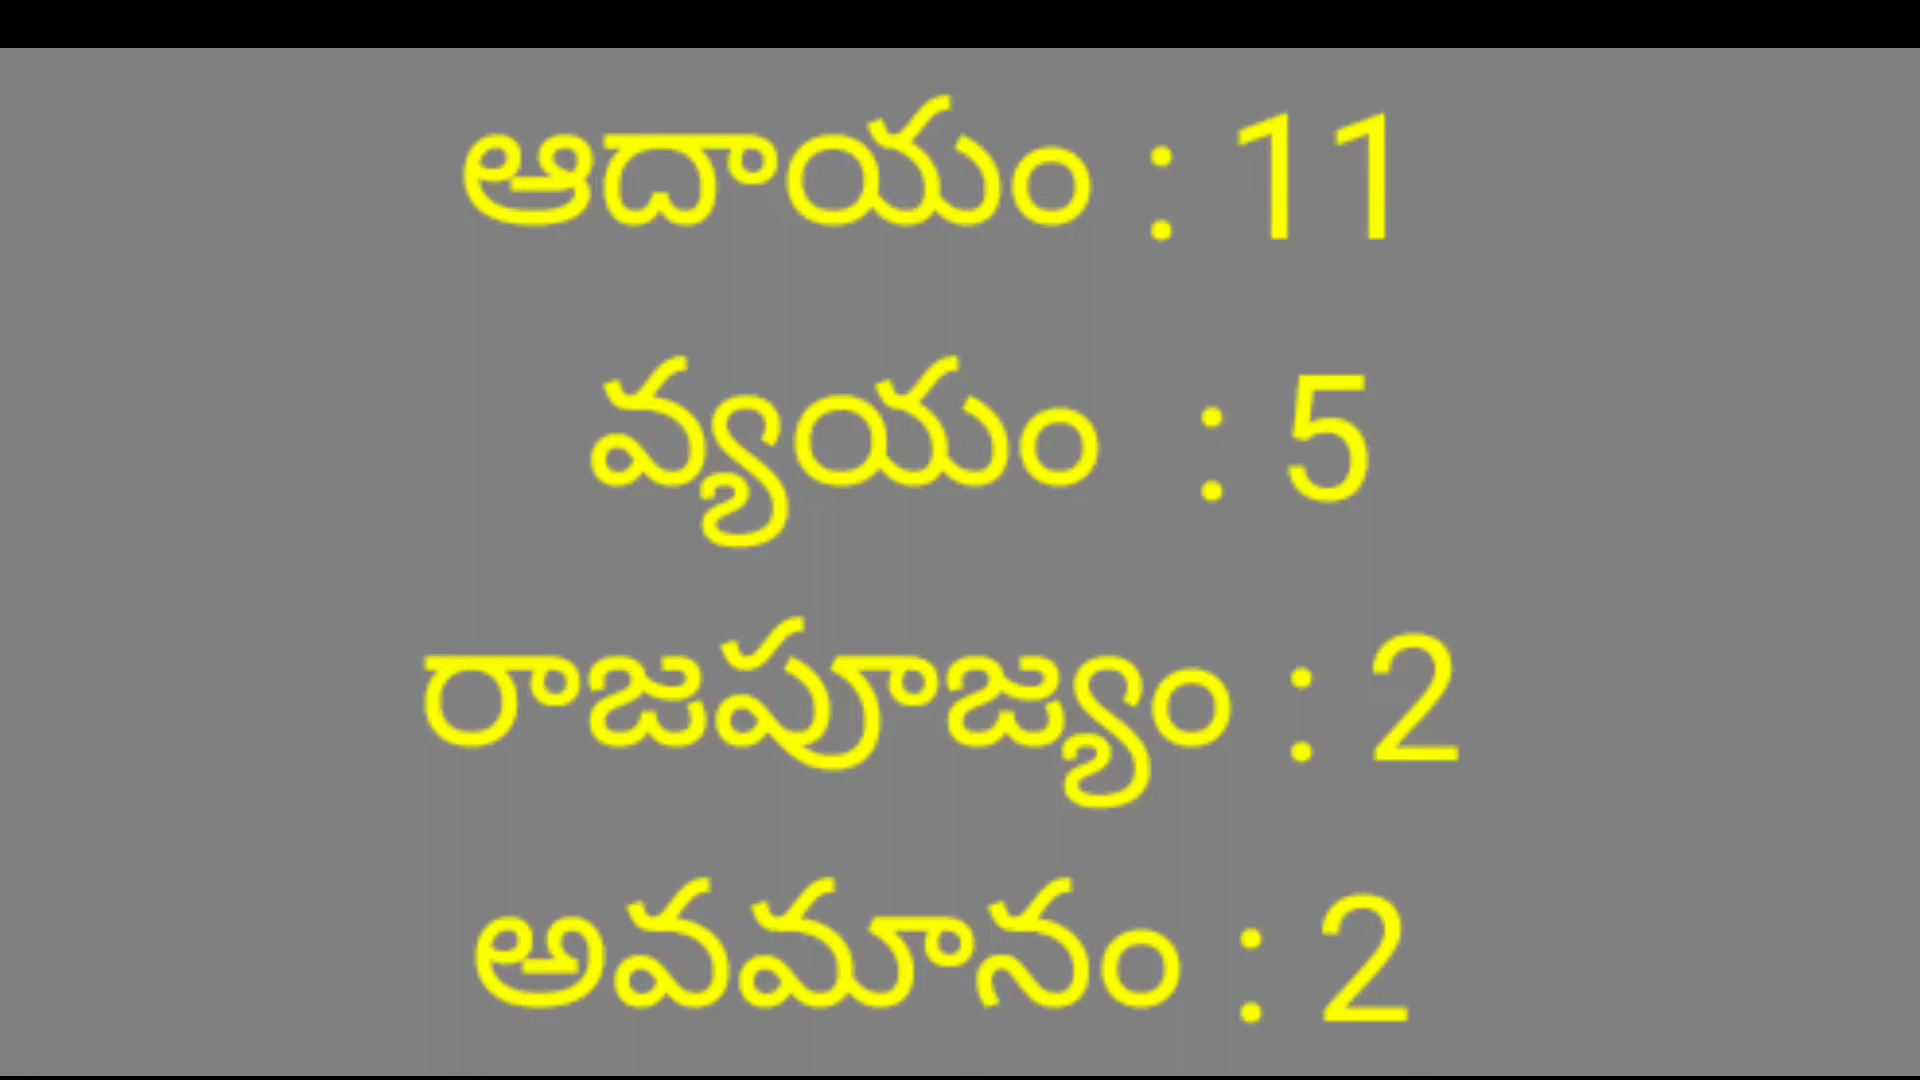 ఆదాయం : 11
వ్యయం : 5
రాజపూజ్యం : 2
అవమానం : 2